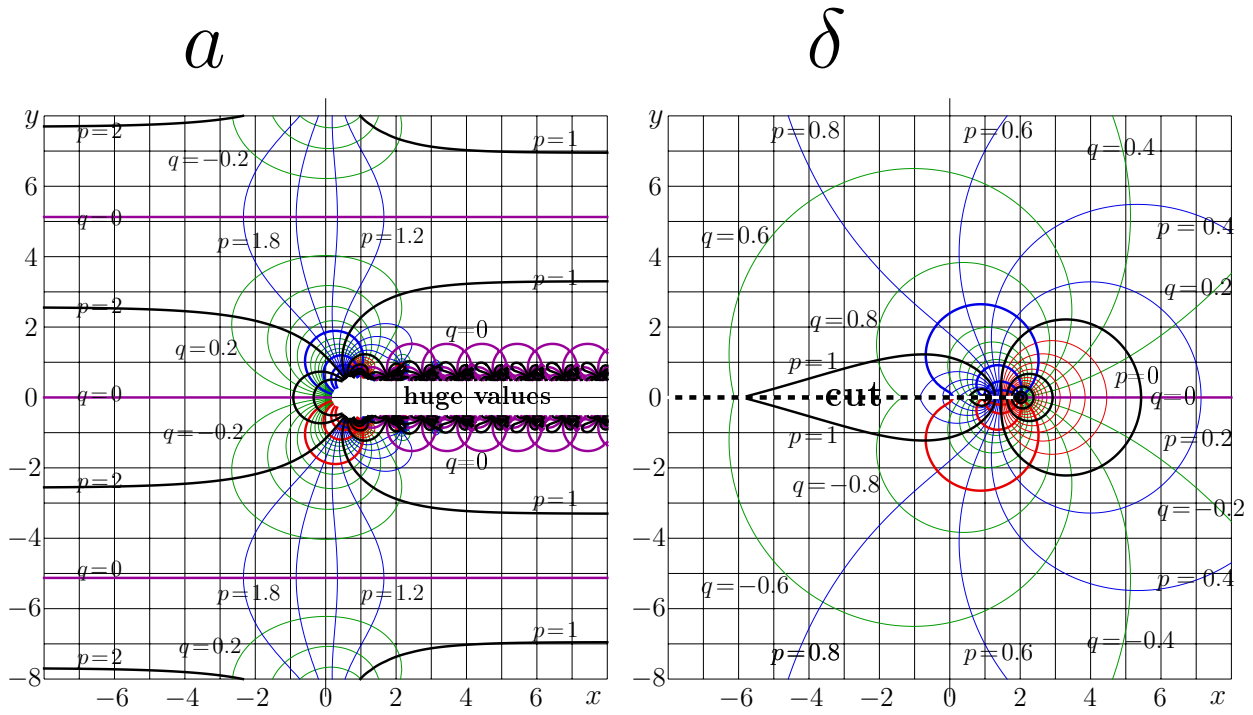 a δ
y y
p=2 p=1 p=0.8 p=0.6 q=0.4
q=−0.2
6 6
q=0 p=0.4
p=1.8 p=1.2 q=0.6
4 4
p=1 q=0.2
p=2
2 q=0 2 q=0.8
q=0.2
p=1 p=0
0 q=0 huge values 0 cut q=0
q=−0.2 p=1 p=0.2
−2 q=0 −2
p=2 q=−0.8
p=1 q=−0.2
−4 −4
q=0 p=0.4
p=1.8 p=1.2 q=−0.6
−6 −6
q=0.2 p=1 q=−0.4
p=2 p=0.8 p=0.6
−8 −8
−6 −4 −2 0 2 4 6 x −6 −4 −2 0 2 4 6 x